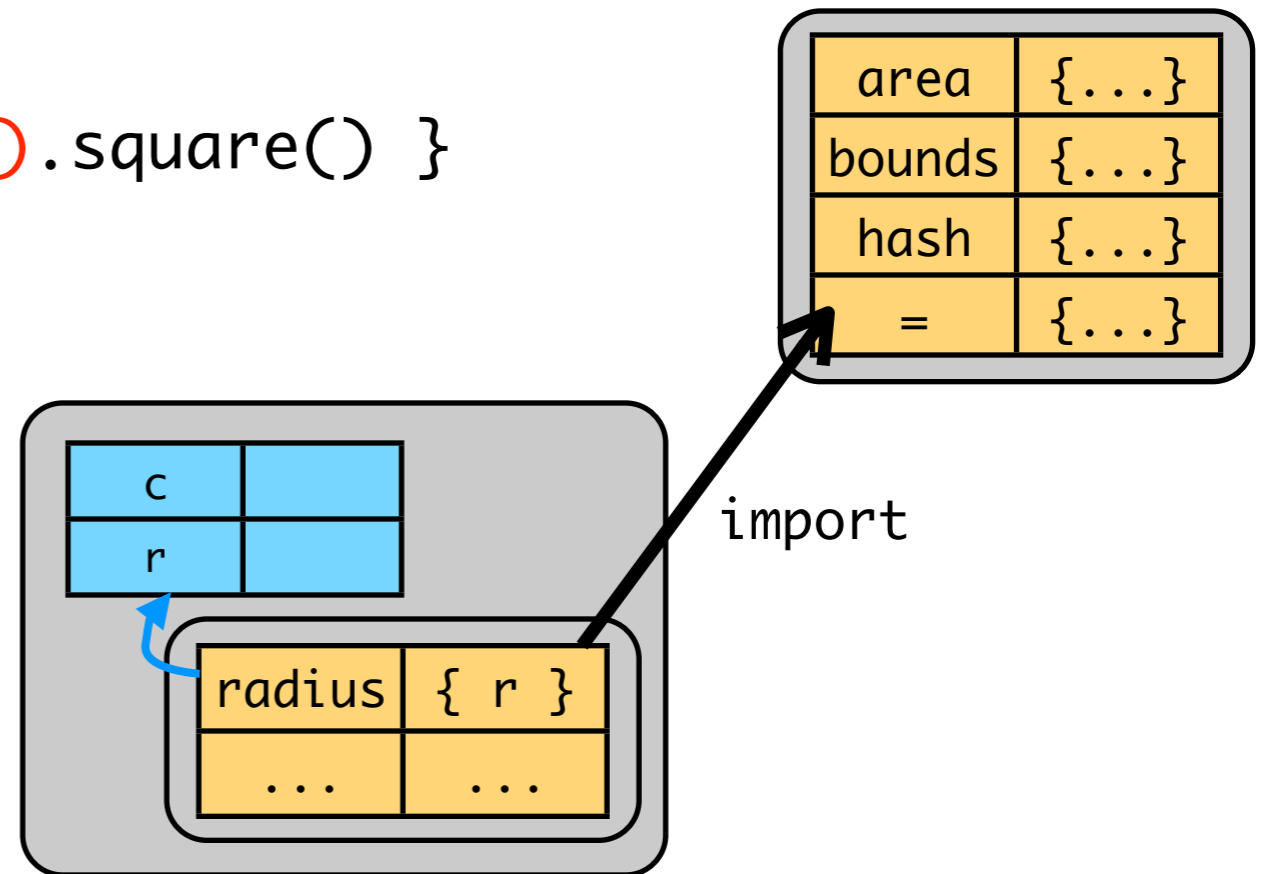 ).square() }
area {...}
bounds {...}
hash {...}
= {...}
c
r
import
radius { r }
... ...